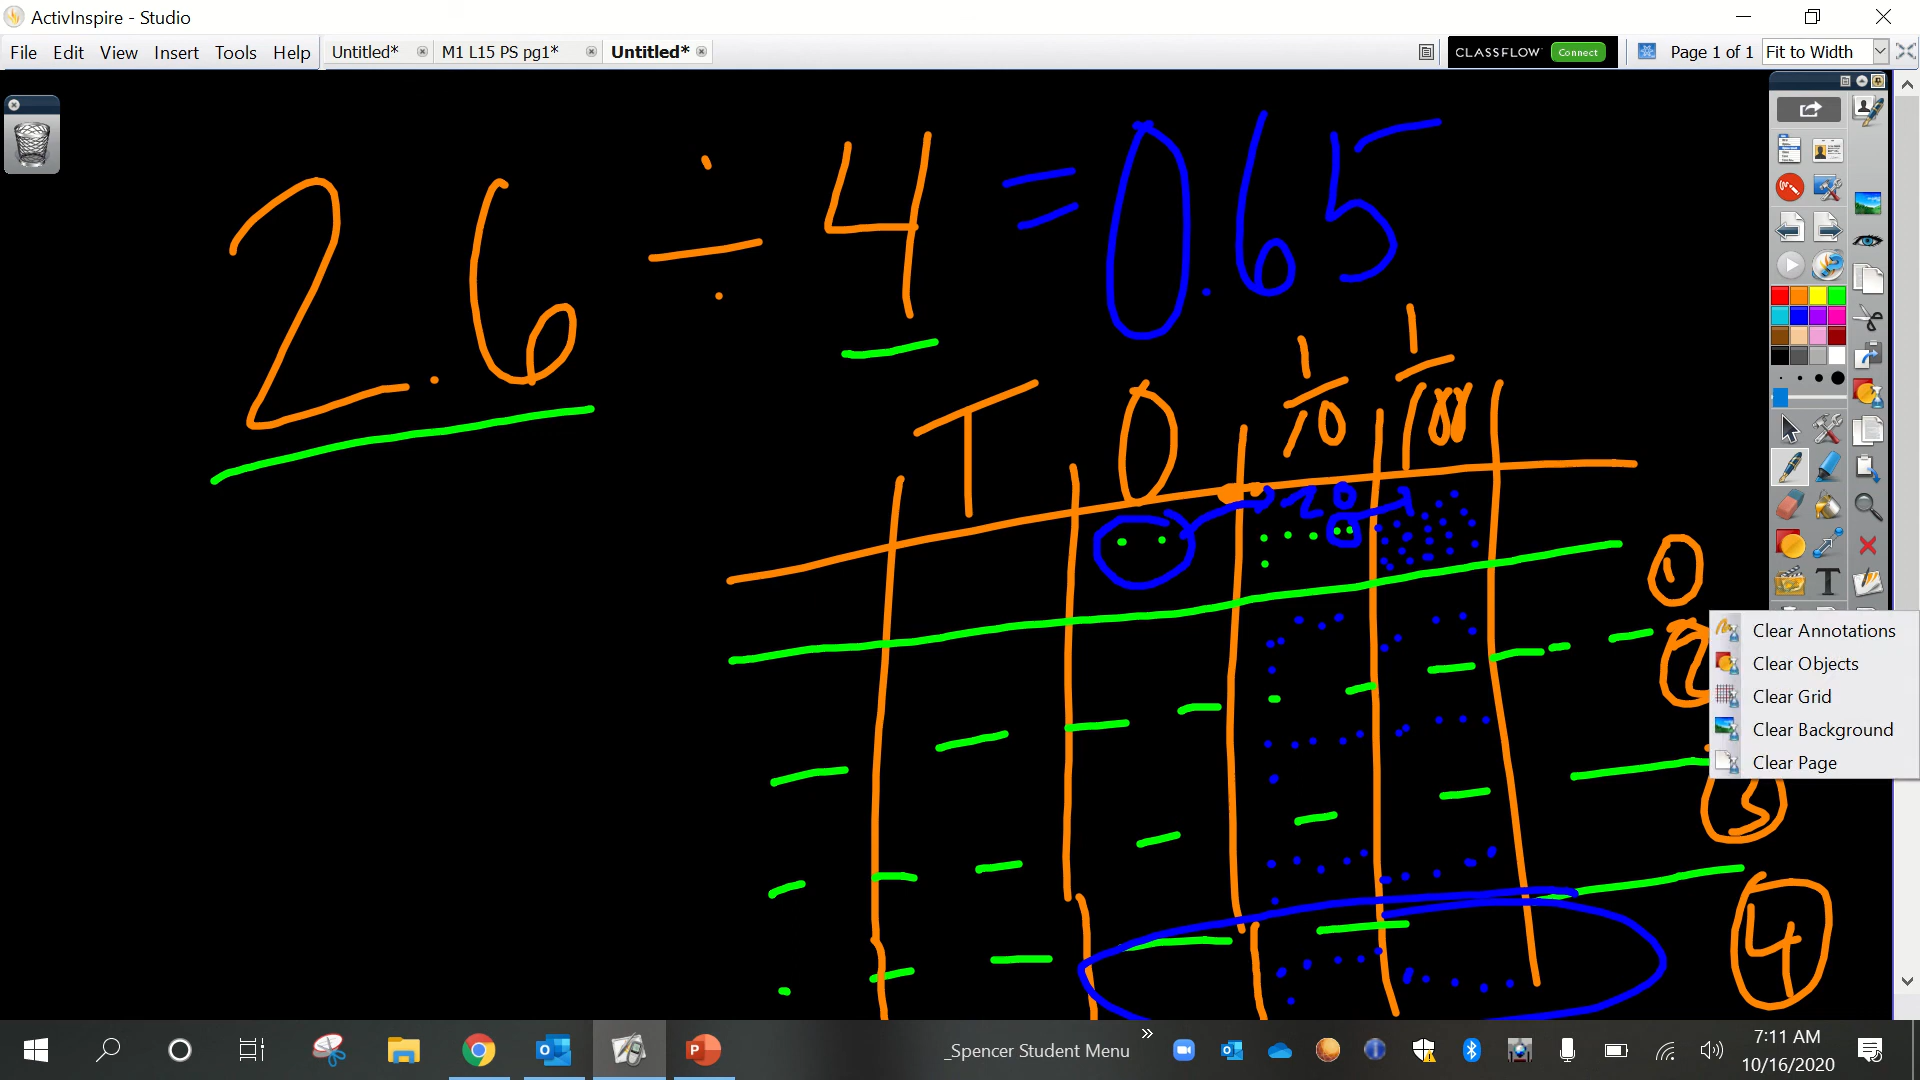 ActivInspire - Studio
File Edit View Insert Tools Help
Untitled* M1 L15 PS pg1* Untitled*
CLASSFLOW Connect
Page 1 of 1 Fit to Width
2.6 ÷ 4 = 0.65
T O 1/10 1/100
20
1
2
3
4
Clear Annotations
Clear Objects
Clear Grid
Clear Background
Clear Page
_Spencer Student Menu
7:11 AM
10/16/2020